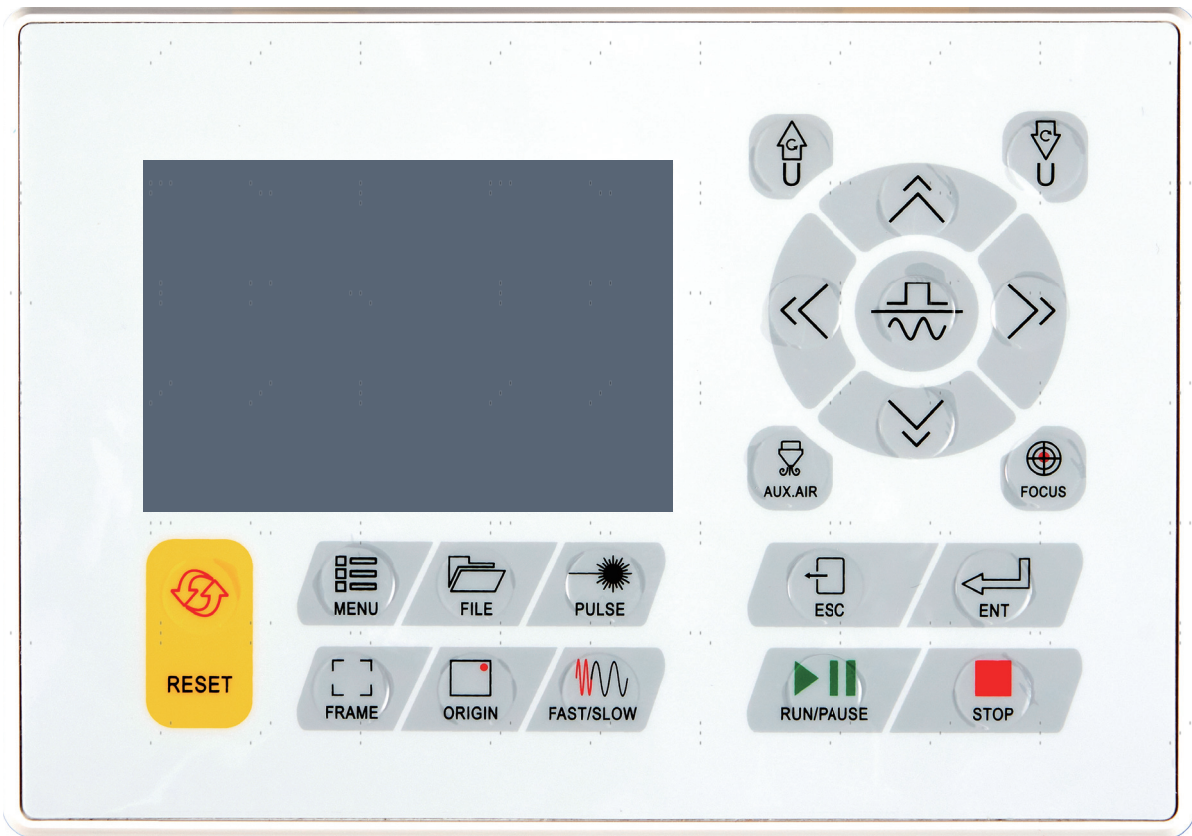 U
U
AUX.AIR
FOCUS
RESET
MENU
FILE
PULSE
ESC
ENT
FRAME
ORIGIN
FAST/SLOW
RUN/PAUSE
STOP